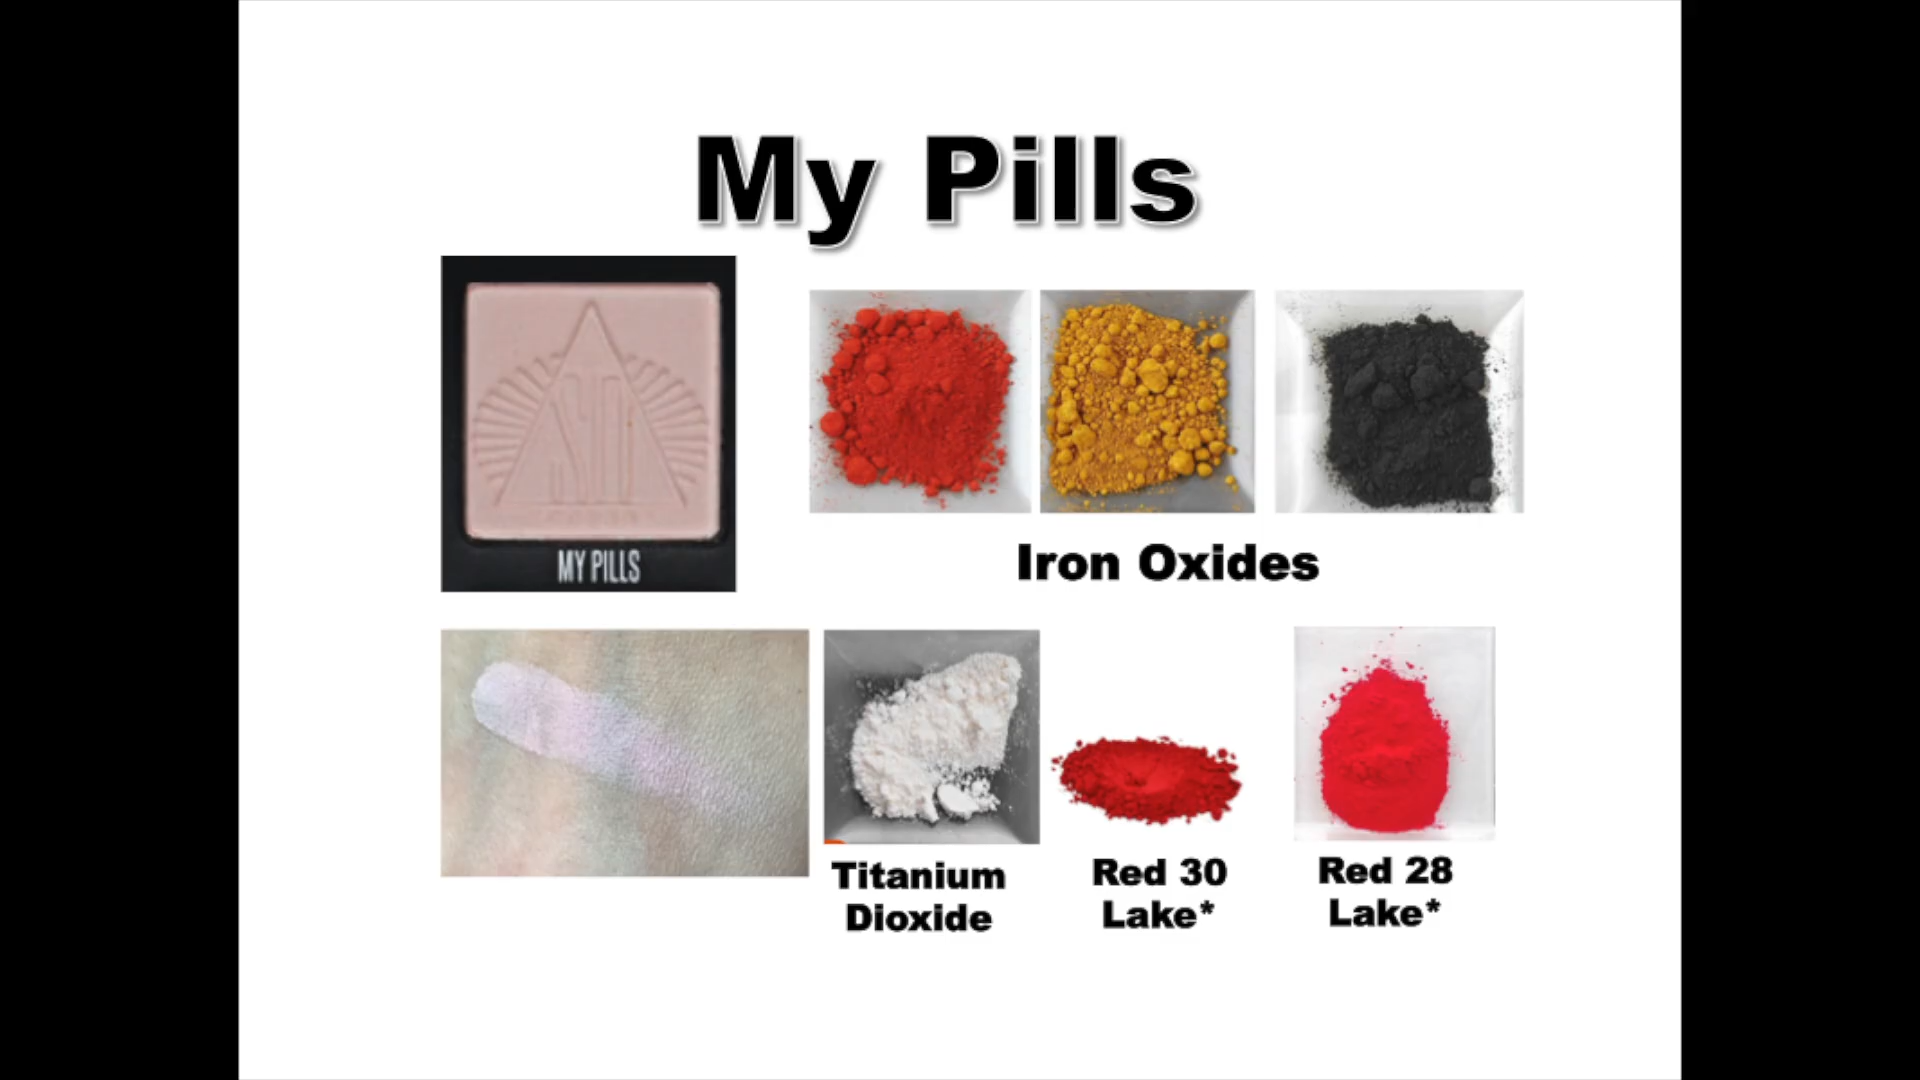 My Pills
MY PILLS
Iron Oxides
Titanium
Dioxide
Red 30
Lake*
Red 28
Lake*